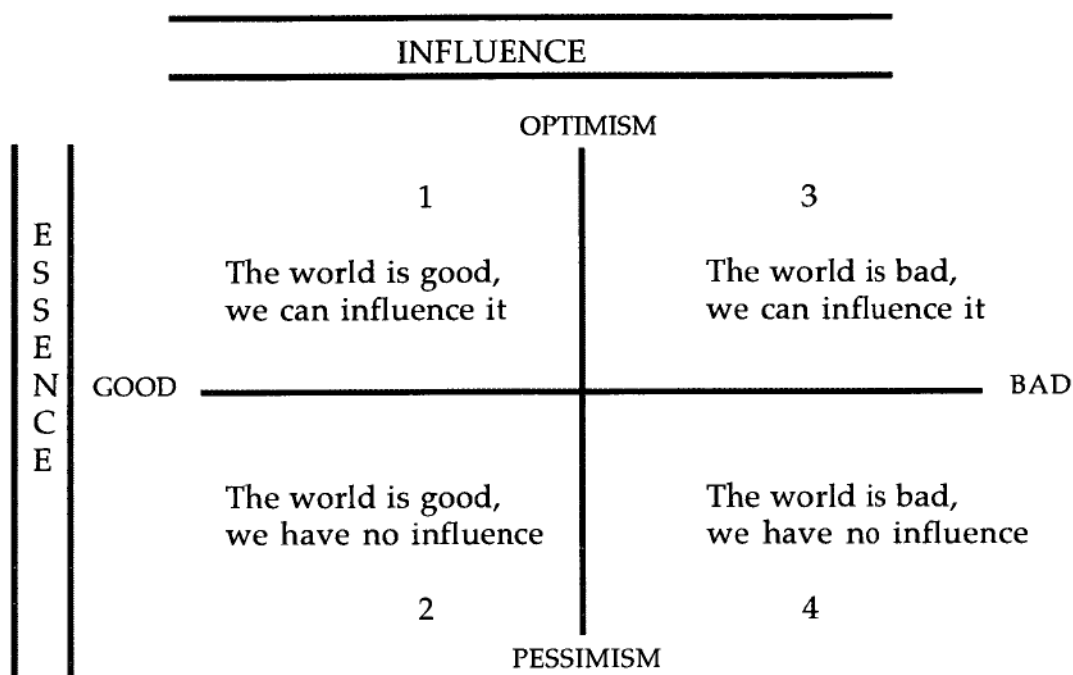 INFLUENCE
OPTIMISM
1
3
ESSENCE
The world is good,
we can influence it
The world is bad,
we can influence it
GOOD
BAD
The world is good,
we have no influence
The world is bad,
we have no influence
2
4
PESSIMISM